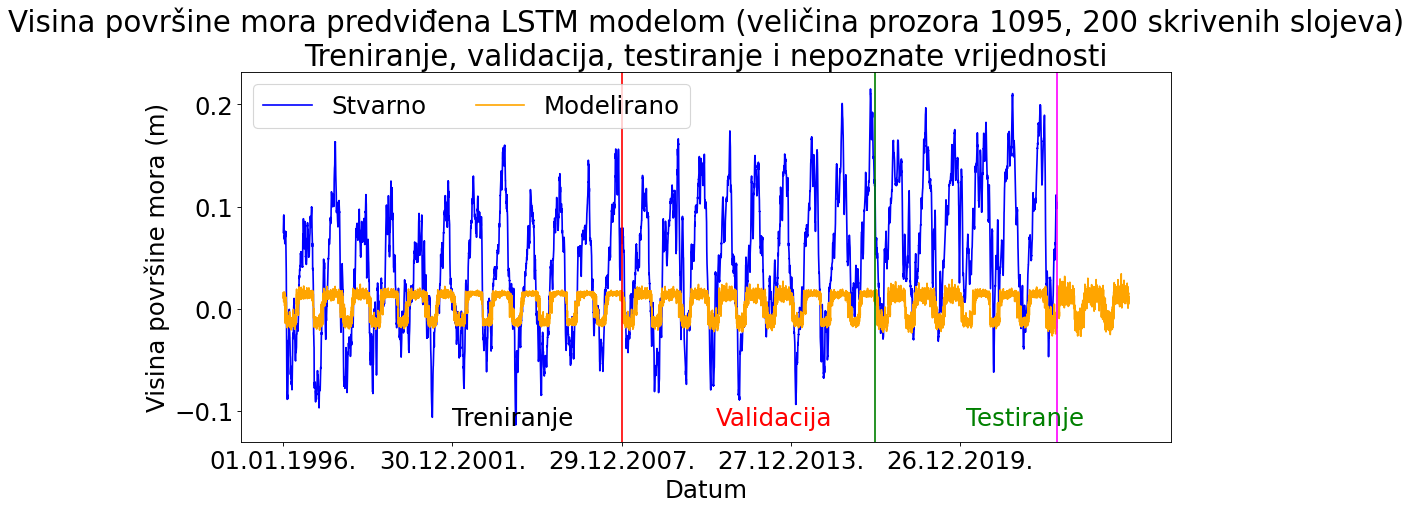 Visina površine mora predviđena LSTM modelom (veličina prozora 1095, 200 skrivenih slojeva)
Treniranje, validacija, testiranje i nepoznate vrijednosti
Stvarno
Modelirano
Visina površine mora (m)
0.2
0.1
0.0
−0.1
Treniranje
Validacija
Testiranje
01.01.1996.
30.12.2001.
29.12.2007.
27.12.2013.
26.12.2019.
Datum